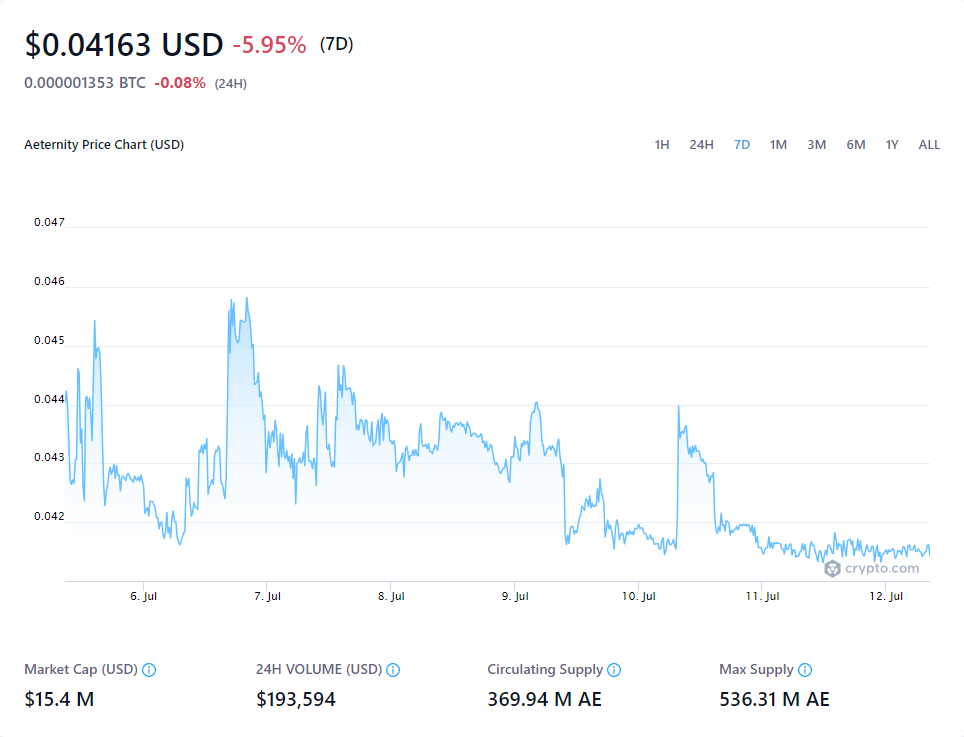 $0.04163 USD -5.95% (7D)
0.000001353 BTC -0.08% (24H)
Aeternity Price Chart (USD) 1H 24H 7D 1M 3M 6M 1Y ALL
0.047
0.046
0.045
0.044
0.043
0.042
crypto.com
6. Jul 7. Jul 8. Jul 9. Jul 10. Jul 11. Jul 12. Jul
Market Cap (USD) 24H VOLUME (USD) Circulating Supply Max Supply
$15.4 M $193,594 369.94 M AE 536.31 M AE